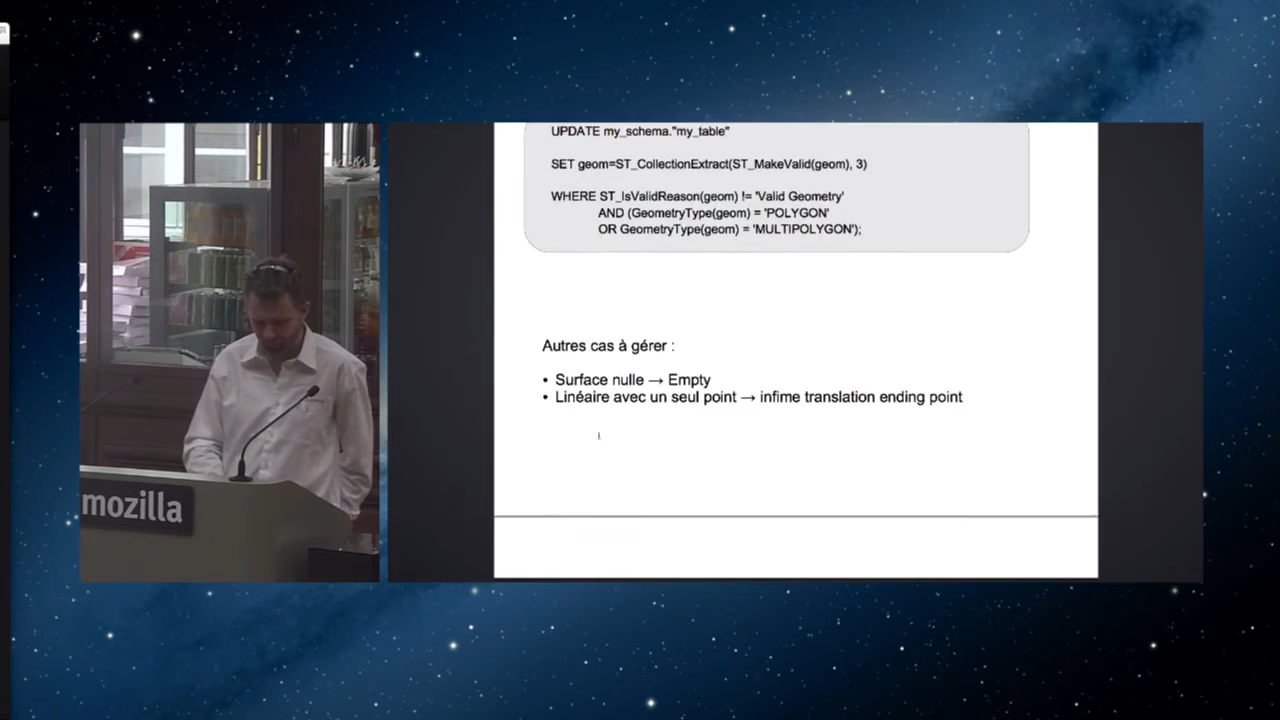 UPDATE my_schema."my_table"
SET geom=ST_CollectionExtract(ST_MakeValid(geom), 3)
WHERE ST_IsValidReason(geom) != 'Valid Geometry'
AND (GeometryType(geom) = 'POLYGON'
OR GeometryType(geom) = 'MULTIPOLYGON');
Autres cas à gérer :
• Surface nulle → Empty
• Linéaire avec un seul point → infime translation ending point
mozilla